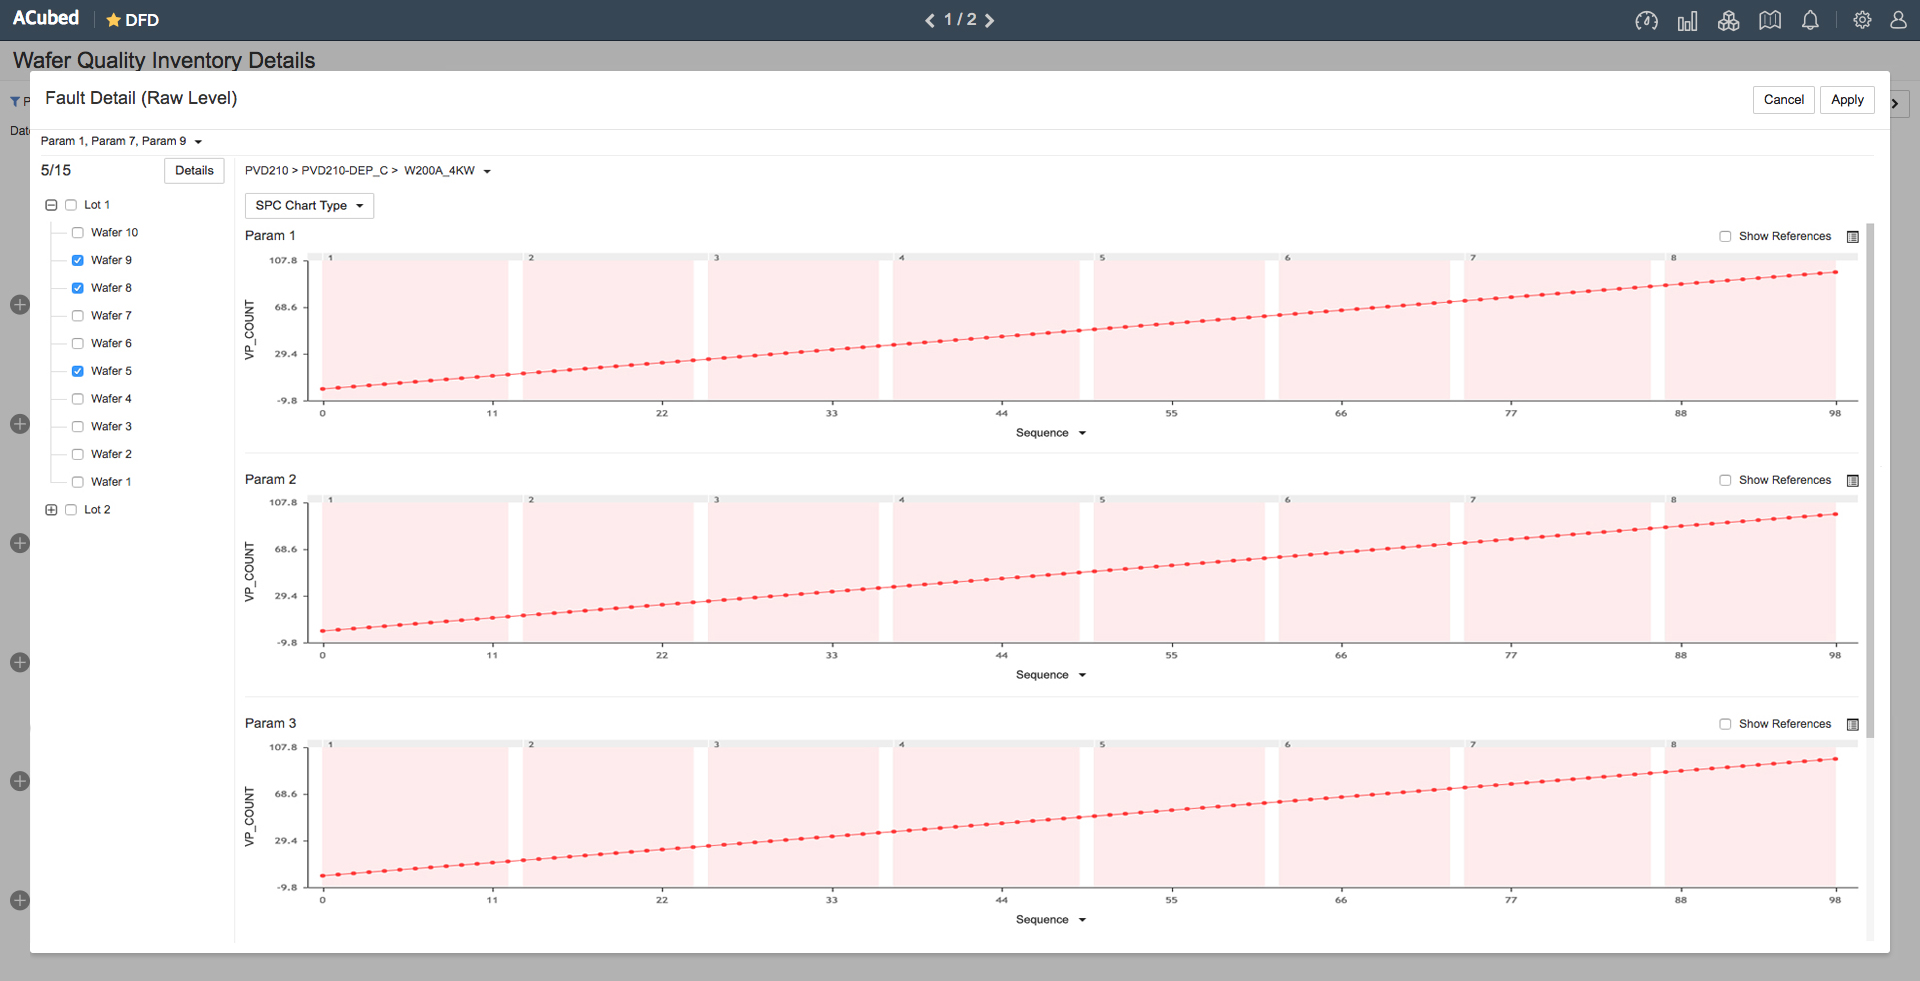 ACubed
DFD
1 / 2
Wafer Quality Inventory Details
P
Date
Fault Detail (Raw Level)
Cancel
Apply
Param 1, Param 7, Param 9
5/15
Details
PVD210 > PVD210-DEP_C > W200A_4KW
SPC Chart Type
Lot 1
Wafer 10
Wafer 9
Wafer 8
Wafer 7
Wafer 6
Wafer 5
Wafer 4
Wafer 3
Wafer 2
Wafer 1
Lot 2
Param 1
Show References
1 2 3 4 5 6 7 8
107.8
68.6
29.4
-9.8
VP_COUNT
0 11 22 33 44 55 66 77 88 98
Sequence
Param 2
Show References
1 2 3 4 5 6 7 8
107.8
68.6
29.4
-9.8
VP_COUNT
0 11 22 33 44 55 66 77 88 98
Sequence
Param 3
Show References
1 2 3 4 5 6 7 8
107.8
68.6
29.4
-9.8
VP_COUNT
0 11 22 33 44 55 66 77 88 98
Sequence